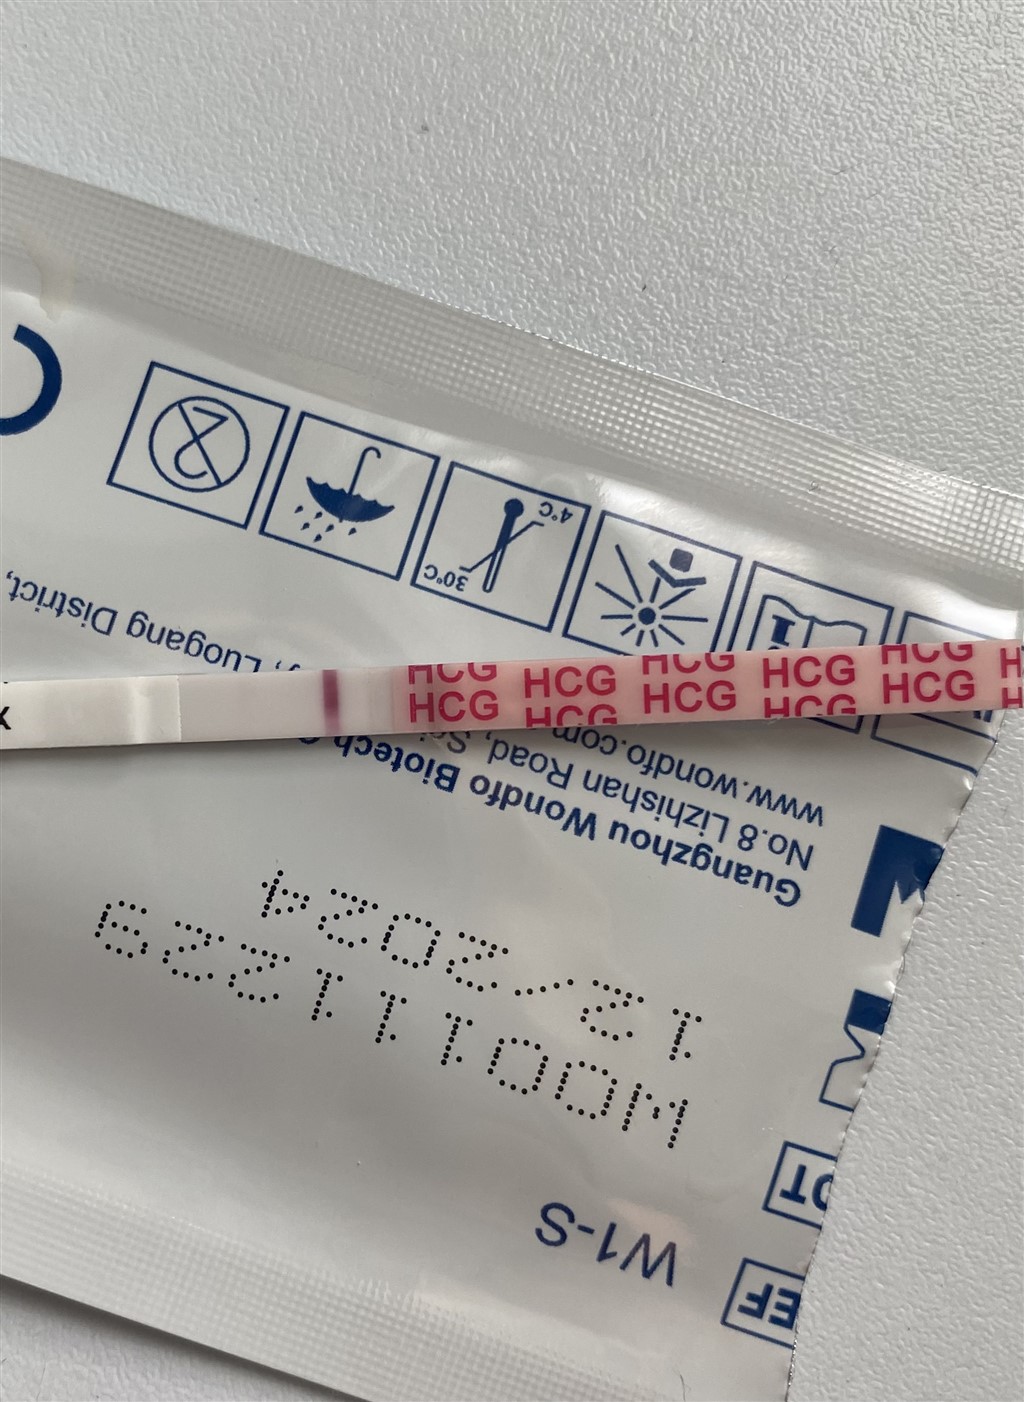 HCG HCG HCG HCG HCG H
HCG HCG HCG HCG HCG H
4°C
30°C
i
2
Luogang District,
www.wondfo.com
No.8 Lizhishan Road,
Guangzhou Wondfo Biotech
12/2024
W00111229
W1-S